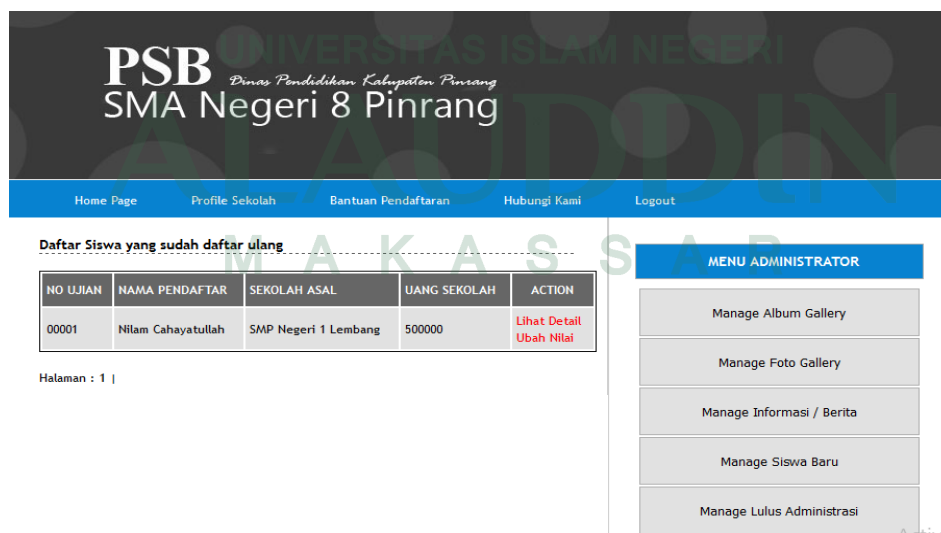 UNIVERSITAS ISLAM NEGERI
PSB Dinas Pendidikan Kabupaten Pinrang
SMA Negeri 8 Pinrang
ALAUDDIN
Home Page Profile Sekolah Bantuan Pendaftaran Hubungi Kami Logout
Daftar Siswa yang sudah daftar ulang
MAKASSAR
MENU ADMINISTRATOR
NO UJIAN NAMA PENDAFTAR SEKOLAH ASAL UANG SEKOLAH ACTION
00001 Nilam Cahayatullah SMP Negeri 1 Lembang 500000 Lihat Detail
Ubah Nilai
Halaman : 1 |
Manage Album Gallery
Manage Foto Gallery
Manage Informasi / Berita
Manage Siswa Baru
Manage Lulus Administrasi